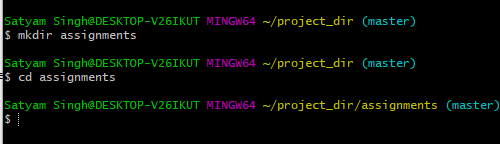 Satyam Singh@DESKTOP-V26IKUT MINGW64 ~/project_dir (master)
$ mkdir assignments
Satyam Singh@DESKTOP-V26IKUT MINGW64 ~/project_dir (master)
$ cd assignments
Satyam Singh@DESKTOP-V26IKUT MINGW64 ~/project_dir/assignments (master)
$